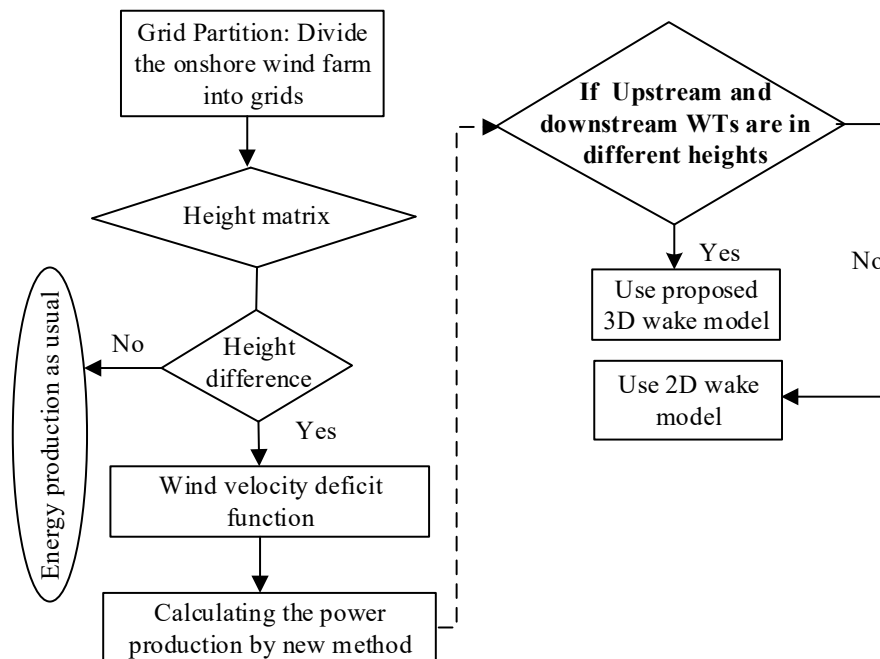 Grid Partition: Divide
the onshore wind farm
into grids
Height matrix
Height
difference
No
Yes
Energy production as usual
Wind velocity deficit
function
Calculating the power
production by new method
If Upstream and
downstream WTs are in
different heights
Yes
No
Use proposed
3D wake model
Use 2D wake
model